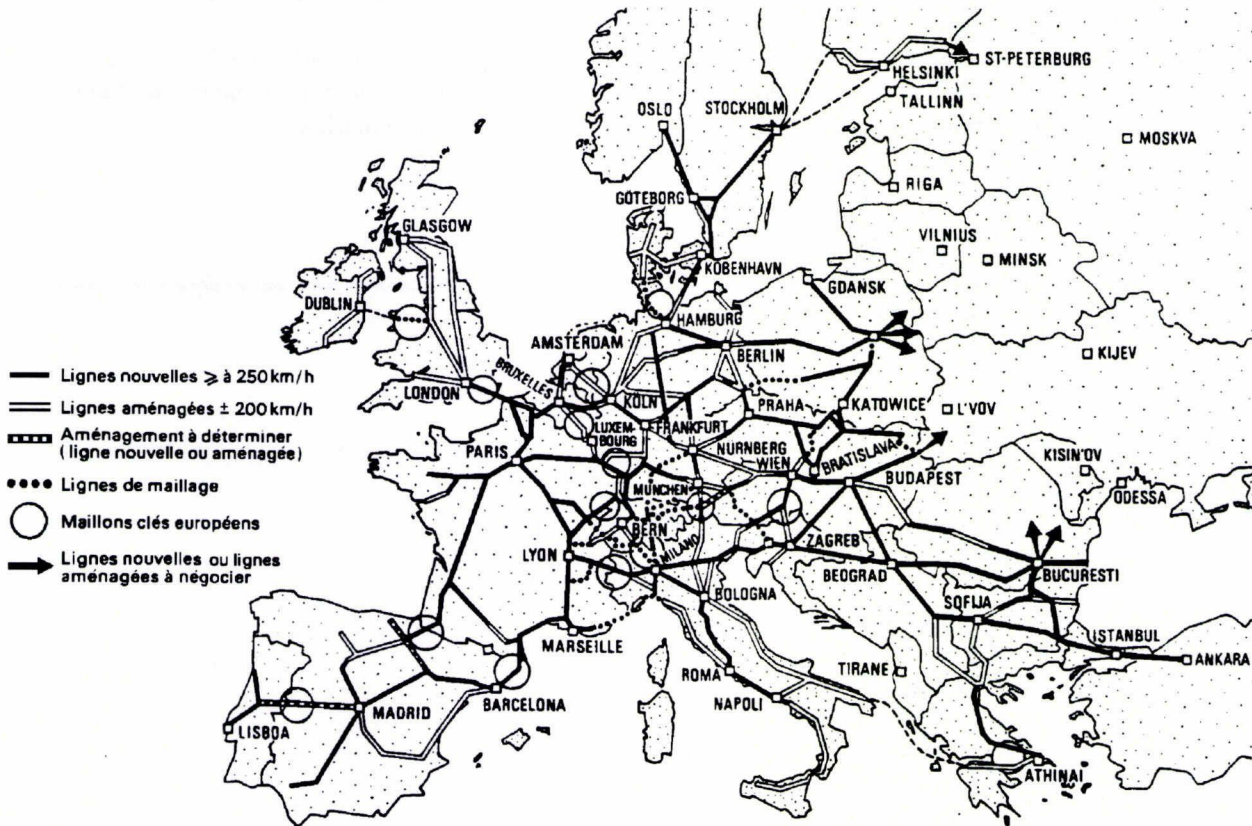 ST-PETERBURG
HELSINKI
TALLINN
OSLO
STOCKHOLM
MOSKVA
RIGA
GÖTEBORG
GLASGOW
VILNIUS
MINSK
KÖBENHAVN
GDANSK
DUBLIN
HAMBURG
AMSTERDAM
BERLIN
KIJEV
BRUXELLES
LONDON
KÖLN
PRAHA
KATOWICE
L'VOV
LUXEM-
BOURG
FRANKFURT
PARIS
NÜRNBERG
WIEN
BRATISLAVA
KISIN'OV
MÜNCHEN
BUDAPEST
ODESSA
BERN
LYON
MILANO
ZAGREB
BEOGRAD
BUCURESTI
BOLOGNA
SOFIJA
MARSEILLE
ISTANBUL
ANKARA
ROMA
TIRANE
BARCELONA
NAPOLI
MADRID
LISBOA
ATHINAI
Lignes nouvelles ⩾ à 250 km/h
Lignes aménagées ± 200 km/h
Aménagement à déterminer
(ligne nouvelle ou aménagée)
Lignes de maillage
Maillons clés européens
Lignes nouvelles ou lignes
aménagées à négocier